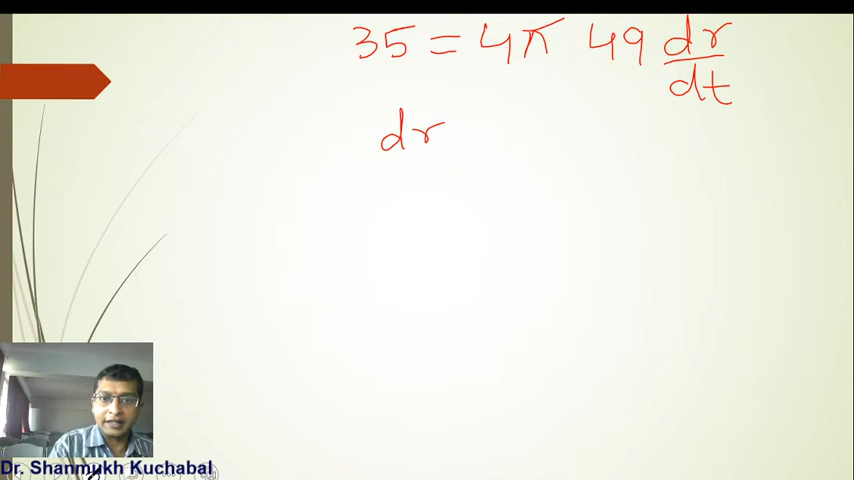 35 = 4π 49 dr/dt
dr
Dr. Shanmukh Kuchabal